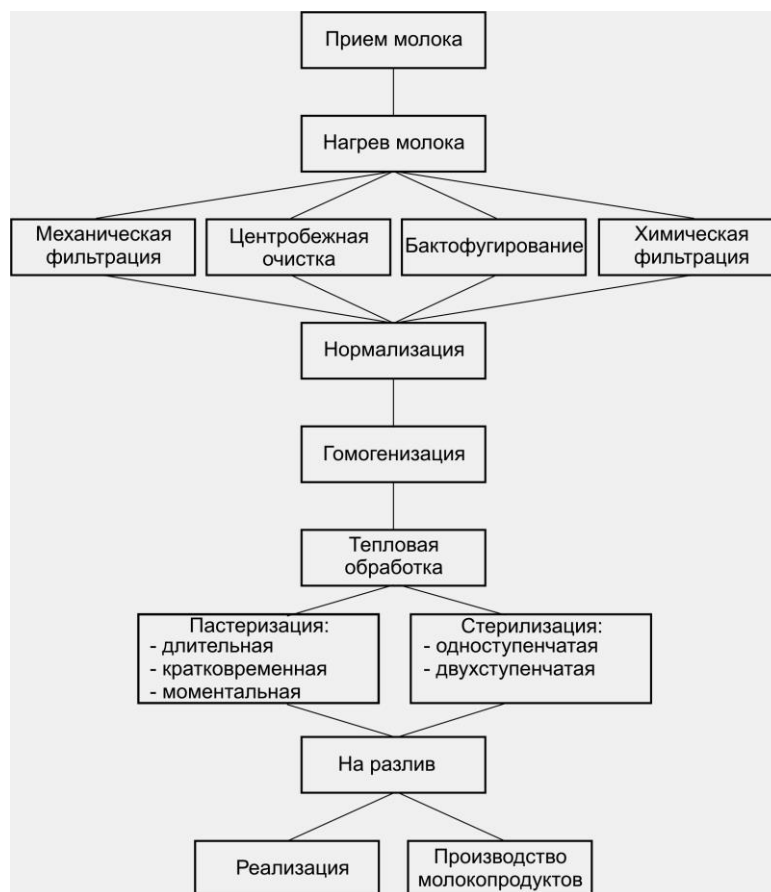 Прием молока
Нагрев молока
Механическая
фильтрация
Центробежная
очистка
Бактофугирование
Химическая
фильтрация
Нормализация
Гомогенизация
Тепловая
обработка
Пастеризация:
- длительная
- кратковременная
- моментальная
Стерилизация:
- одноступенчатая
- двухступенчатая
На разлив
Реализация
Производство
молокопродуктов